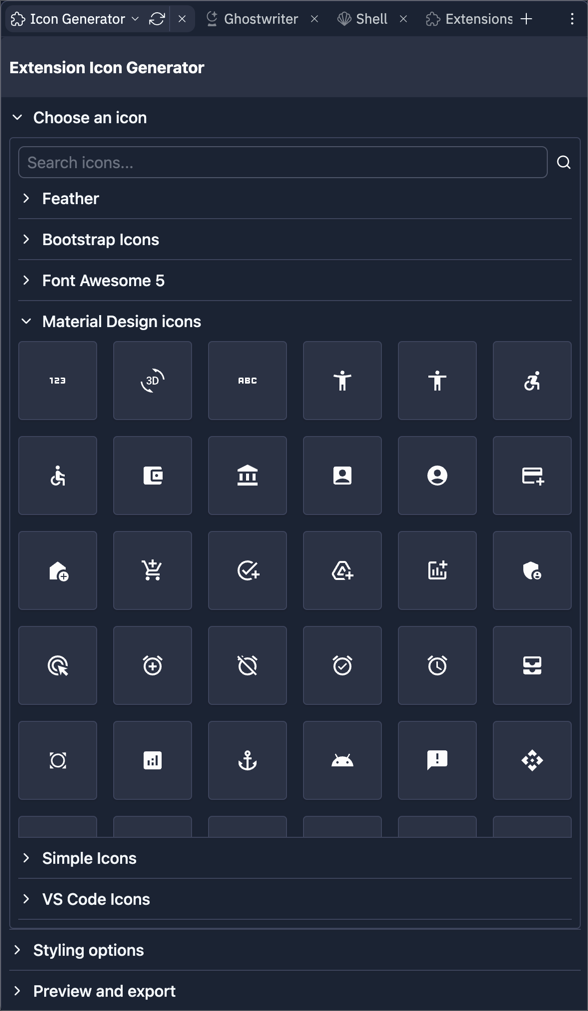 Icon Generator
Ghostwriter
Shell
Extensions
Extension Icon Generator
Choose an icon
Search icons...
Feather
Bootstrap Icons
Font Awesome 5
Material Design icons
123
3D
ABC
Simple Icons
VS Code Icons
Styling options
Preview and export